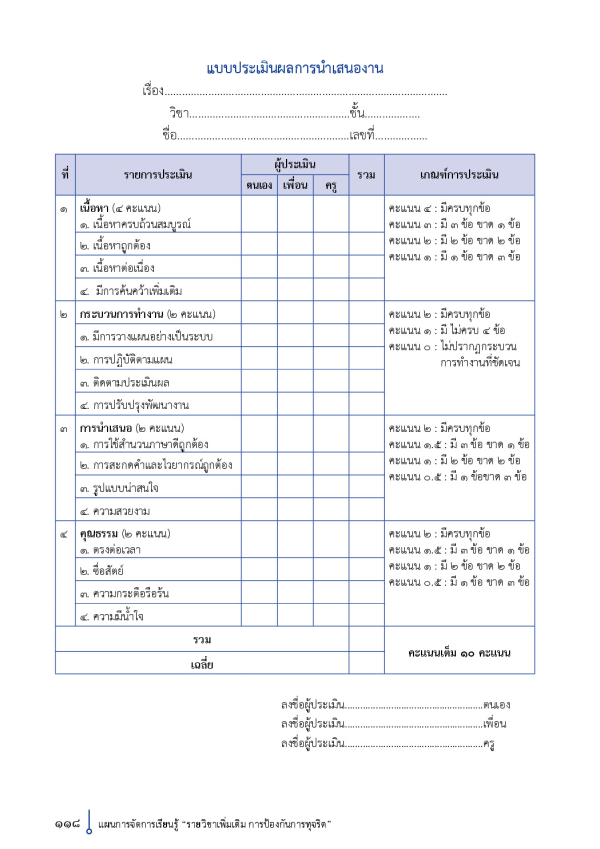 แบบประเมินผลการนำเสนองาน
เรื่อง....................................................................................................
วิชา.........................................................ชั้น....................
ชื่อ.............................................................เลขที่...................
ที่ รายการประเมิน ผู้ประเมิน รวม เกณฑ์การประเมิน
ตนเอง เพื่อน ครู
๑ เนื้อหา (๔ คะแนน)
๑. เนื้อหาครบถ้วนสมบูรณ์
๒. เนื้อหาถูกต้อง
๓. เนื้อหาต่อเนื่อง
๔. มีการค้นคว้าเพิ่มเติม
คะแนน ๔ : มีครบทุกข้อ
คะแนน ๓ : มี ๓ ข้อ ขาด ๑ ข้อ
คะแนน ๒ : มี ๒ ข้อ ขาด ๒ ข้อ
คะแนน ๑ : มี ๑ ข้อ ขาด ๓ ข้อ
๒ กระบวนการทำงาน (๒ คะแนน)
๑. มีการวางแผนอย่างเป็นระบบ
๒. การปฏิบัติตามแผน
๓. ติดตามประเมินผล
๔. การปรับปรุงพัฒนางาน
คะแนน ๒ : มีครบทุกข้อ
คะแนน ๑ : มี ไม่ครบ ๔ ข้อ
คะแนน ๐ : ไม่ปรากฏกระบวน
การทำงานที่ชัดเจน
๓ การนำเสนอ (๒ คะแนน)
๑. การใช้สำนวนภาษาดีถูกต้อง
๒. การสะกดคำและไวยากรณ์ถูกต้อง
๓. รูปแบบน่าสนใจ
๔. ความสวยงาม
คะแนน ๒ : มีครบทุกข้อ
คะแนน ๑.๕ : มี ๓ ข้อ ขาด ๑ ข้อ
คะแนน ๑ : มี ๒ ข้อ ขาด ๒ ข้อ
คะแนน ๐.๕ : มี ๑ ข้อขาด ๓ ข้อ
๔ คุณธรรม (๒ คะแนน)
๑. ตรงต่อเวลา
๒. ซื่อสัตย์
๓. ความกระตือรือร้น
๔. ความมีน้ำใจ
คะแนน ๒ : มีครบทุกข้อ
คะแนน ๑.๕ : มี ๓ ข้อ ขาด ๑ ข้อ
คะแนน ๑ : มี ๒ ข้อ ขาด ๒ ข้อ
คะแนน ๐.๕ : มี ๑ ข้อ ขาด ๓ ข้อ
รวม
เฉลี่ย
คะแนนเต็ม ๑๐ คะแนน
ลงชื่อผู้ประเมิน.....................................................ตนเอง
ลงชื่อผู้ประเมิน.....................................................เพื่อน
ลงชื่อผู้ประเมิน.....................................................ครู
๑๑๘ แผนการจัดการเรียนรู้ “รายวิชาเพิ่มเติม การป้องกันการทุจริต”